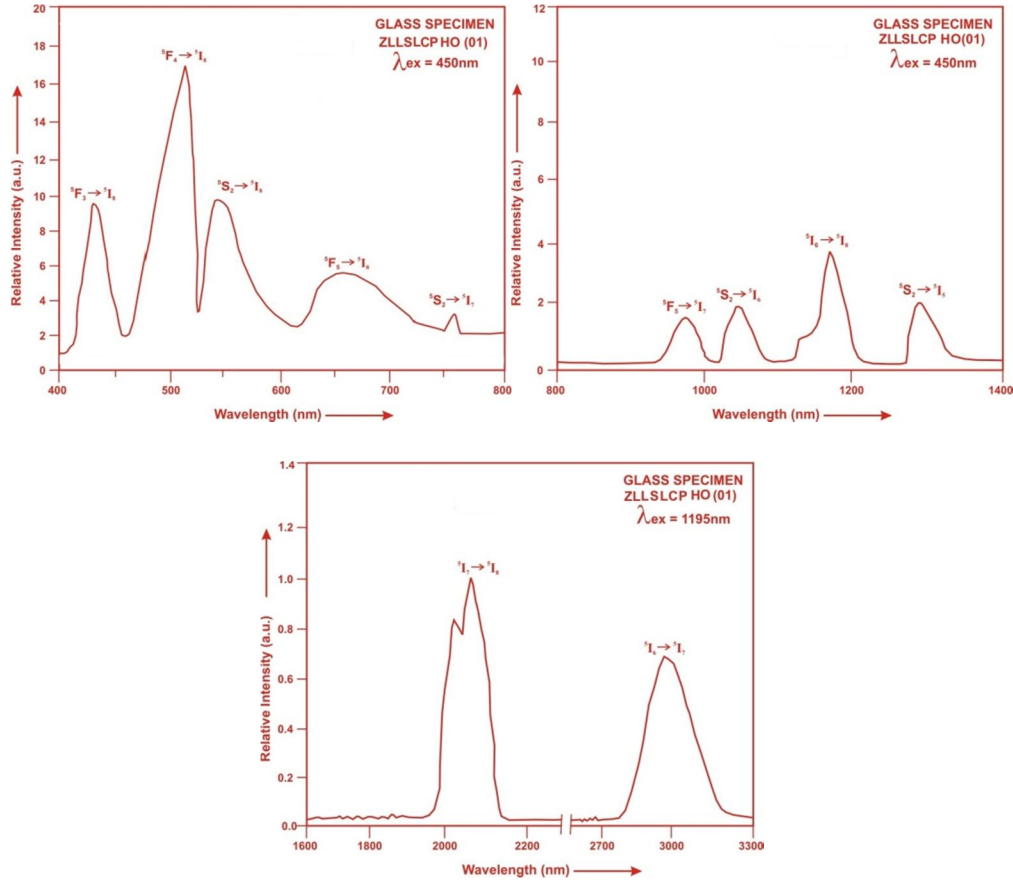 GLASS SPECIMEN
ZLLSLCP HO (01)
λex = 450nm
⁵F₄→⁵I₈
⁵F₃→⁵I₈
⁵S₂→⁵I₈
⁵F₅→⁵I₈
⁵S₂→⁵I₇
20
18
16
14
12
10
8
6
4
2
0
Relative Intensity (a.u.)
400
500
600
700
800
Wavelength (nm)
GLASS SPECIMEN
ZLLSLCP HO(01)
λex = 450nm
⁵I₆→⁵I₈
⁵F₅→⁵I₇
⁵S₂→⁵I₆
⁵S₂→⁵I₅
12
10
8
6
4
2
0
Relative Intensity (a.u.)
800
1000
1200
1400
Wavelength (nm)
GLASS SPECIMEN
ZLLSLCP HO (01)
λex = 1195nm
⁵I₇→⁵I₈
⁵I₆→⁵I₇
1.4
1.2
1.0
0.8
0.6
0.4
0.2
0.0
Relative Intensity (a.u.)
1600
1800
2000
2200
2700
3000
3300
Wavelength (nm)